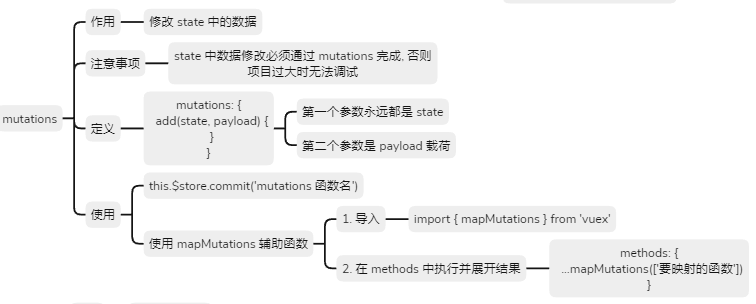 mutations
作用
修改 state 中的数据
注意事项
state 中数据修改必须通过 mutations 完成, 否则
项目过大时无法调试
定义
mutations: {
add(state, payload) {
}
}
第一个参数永远都是 state
第二个参数是 payload 载荷
使用
this.$store.commit('mutations 函数名')
使用 mapMutations 辅助函数
1. 导入
import { mapMutations } from 'vuex'
2. 在 methods 中执行并展开结果
methods: {
...mapMutations(['要映射的函数'])
}